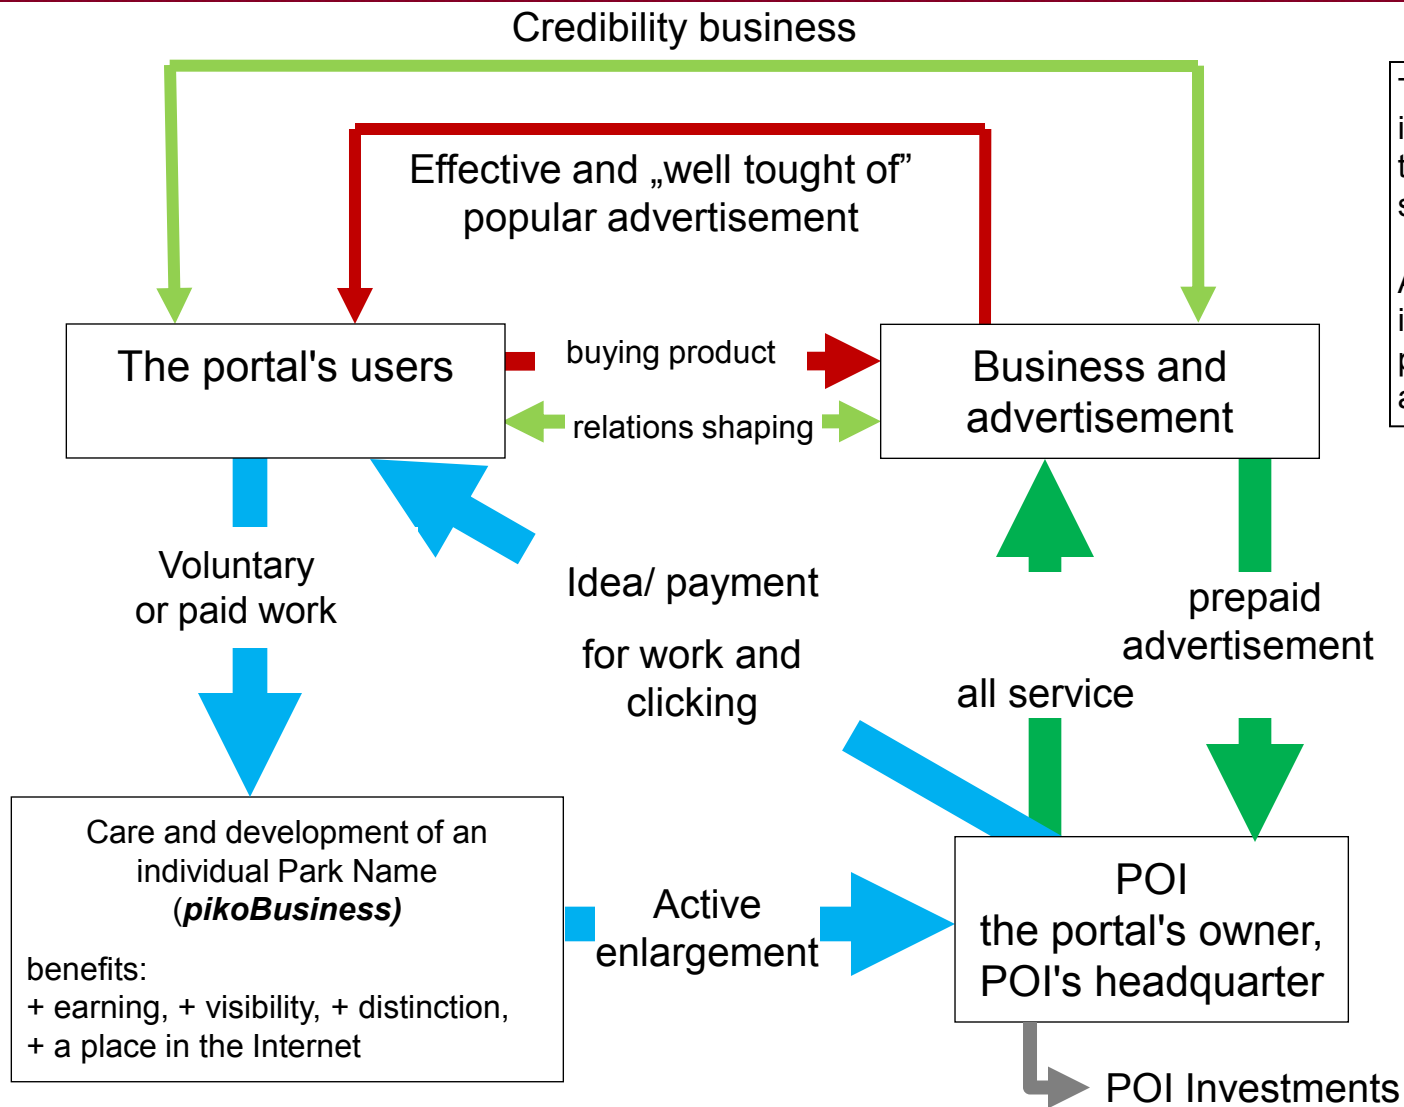 Credibility business
Effective and „well tought of”
popular advertisement
The portal's users
buying product
relations shaping
Business and
advertisement
Voluntary
or paid work
Idea/ payment
for work and
clicking
all service
prepaid
advertisement
Care and development of an
individual Park Name
(pikoBusiness)
benefits:
+ earning, + visibility, + distinction,
+ a place in the Internet
Active
enlargement
POI
the portal's owner,
POI's headquarter
POI Investments